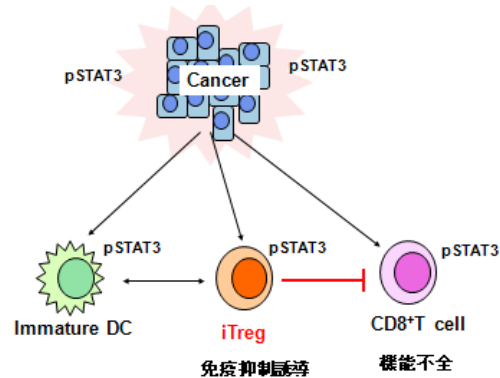 pSTAT3
pSTAT3
Cancer
pSTAT3
pSTAT3
pSTAT3
Immature DC
iTreg
CD8⁺T cell
免疫抑制誘導
機能不全